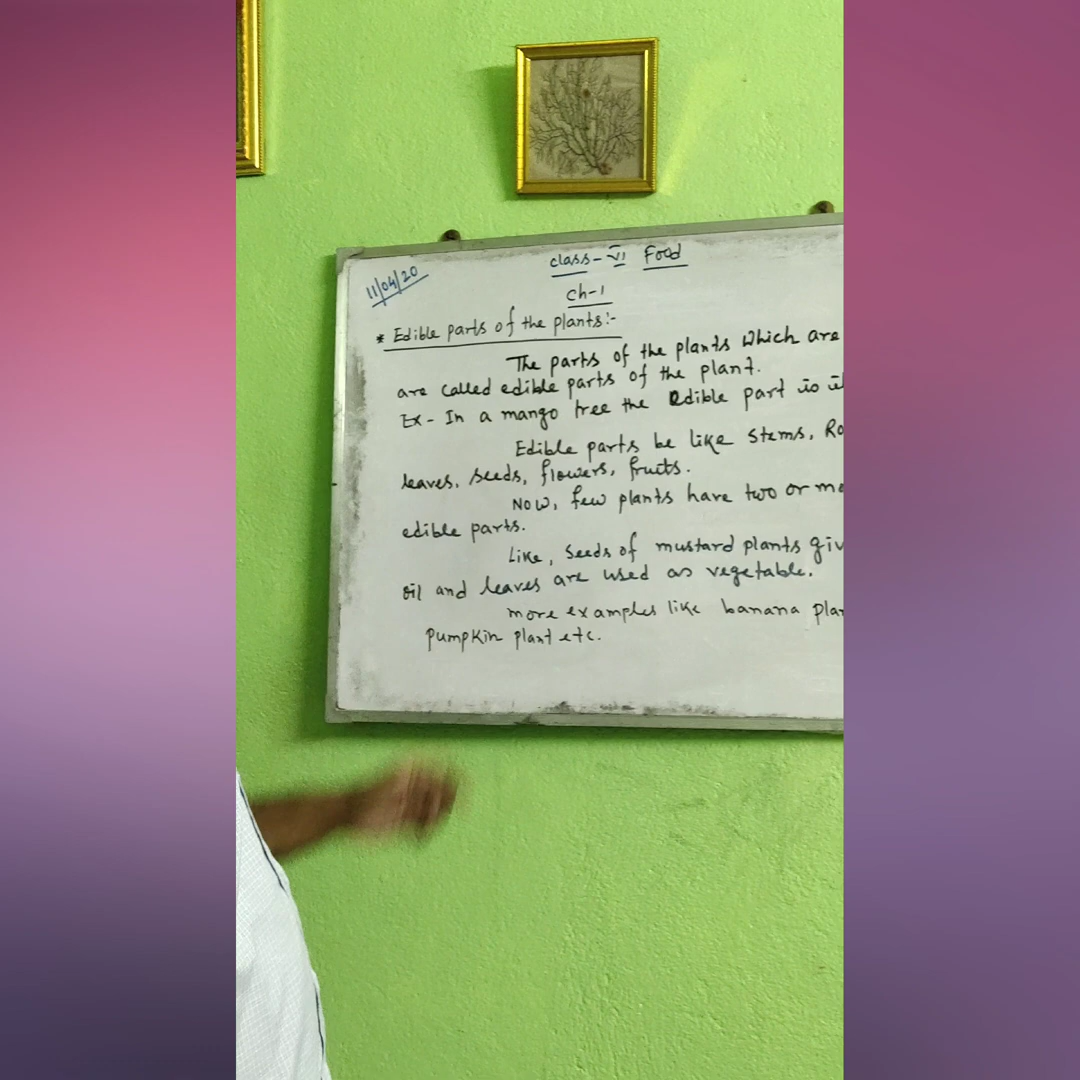 11/04/20
Class-VI Food
Ch-1
* Edible parts of the plants:-
The parts of the plants which are
are called edible parts of the plant.
Ex- In a mango tree the Edible part is
Edible parts be like stems,
leaves, seeds, flowers, fruits.
Now, few plants have two or
edible parts.
Like, Seeds of mustard plants
oil and leaves are used as vegetable.
more examples like banana
pumpkin plant etc.